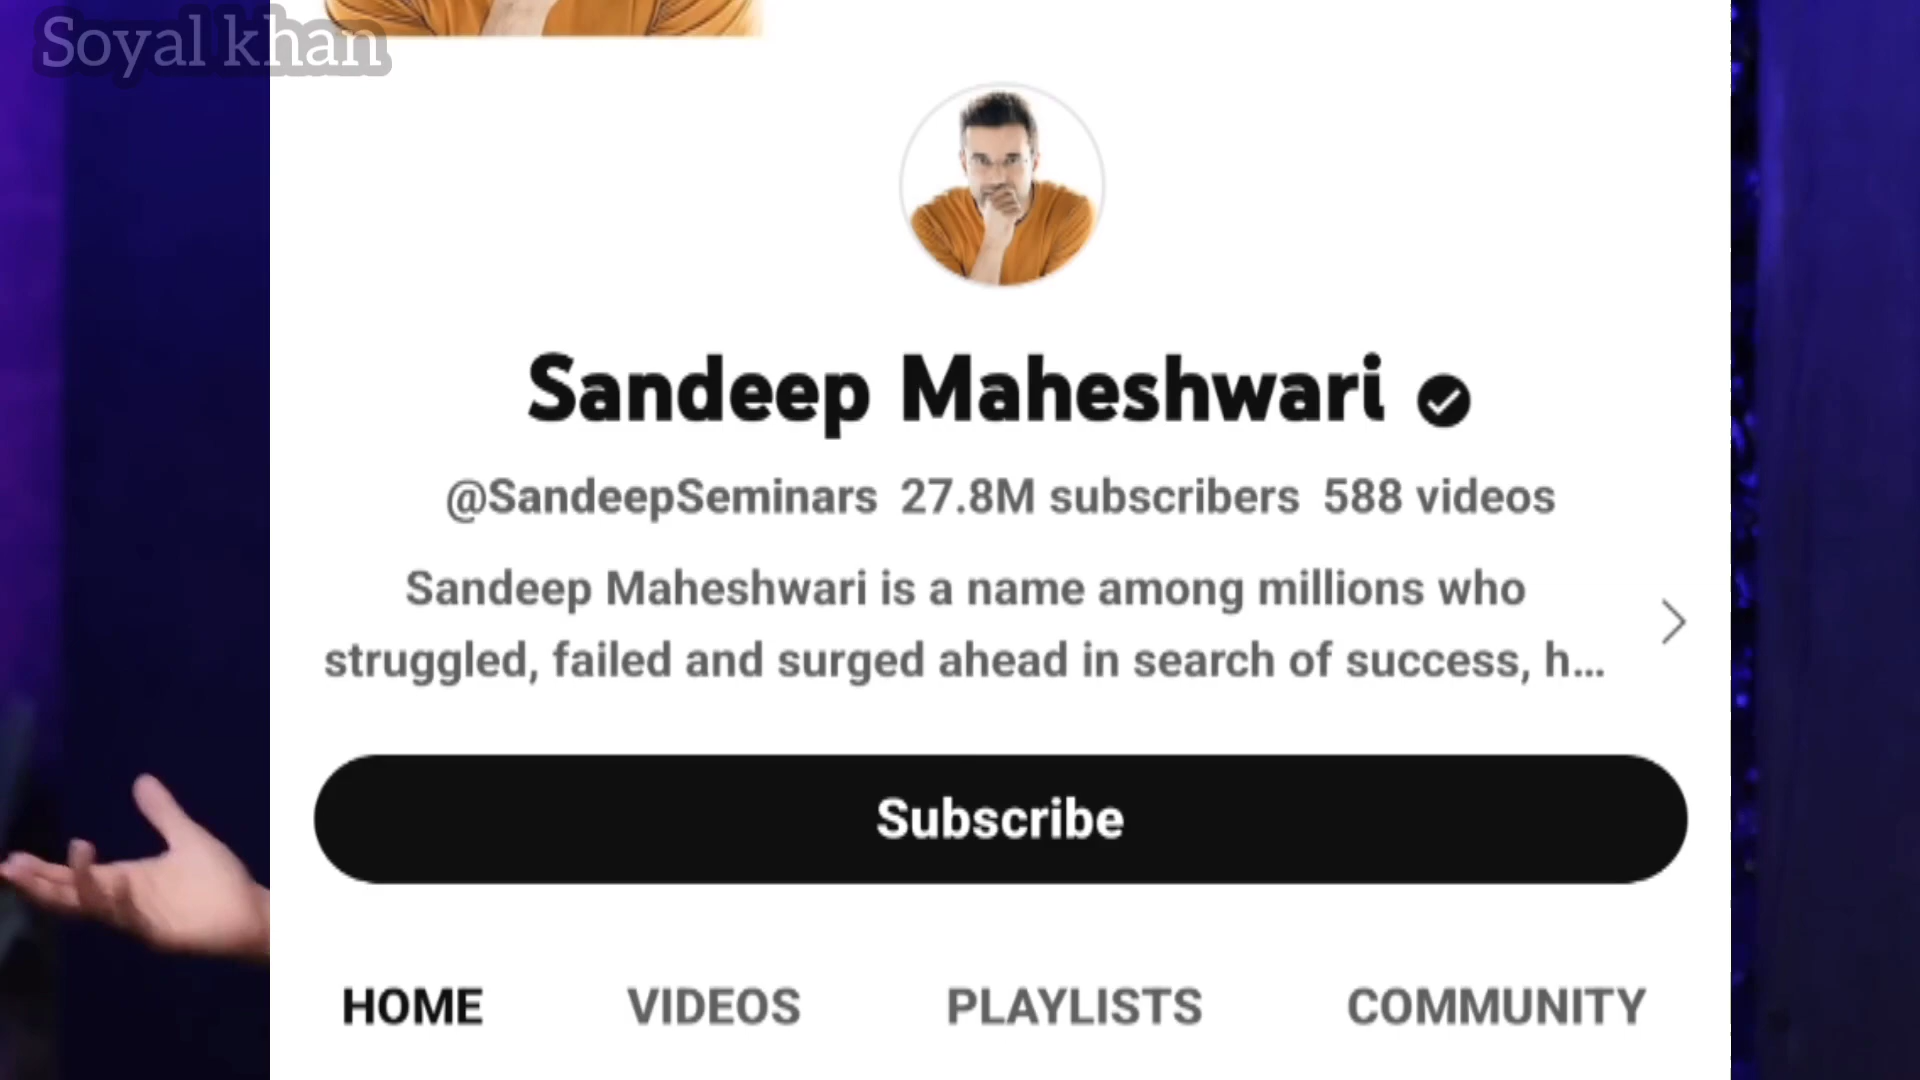 Soyal khan
Sandeep Maheshwari
@SandeepSeminars 27.8M subscribers 588 videos
Sandeep Maheshwari is a name among millions who
struggled, failed and surged ahead in search of success, h...
Subscribe
HOME VIDEOS PLAYLISTS COMMUNITY